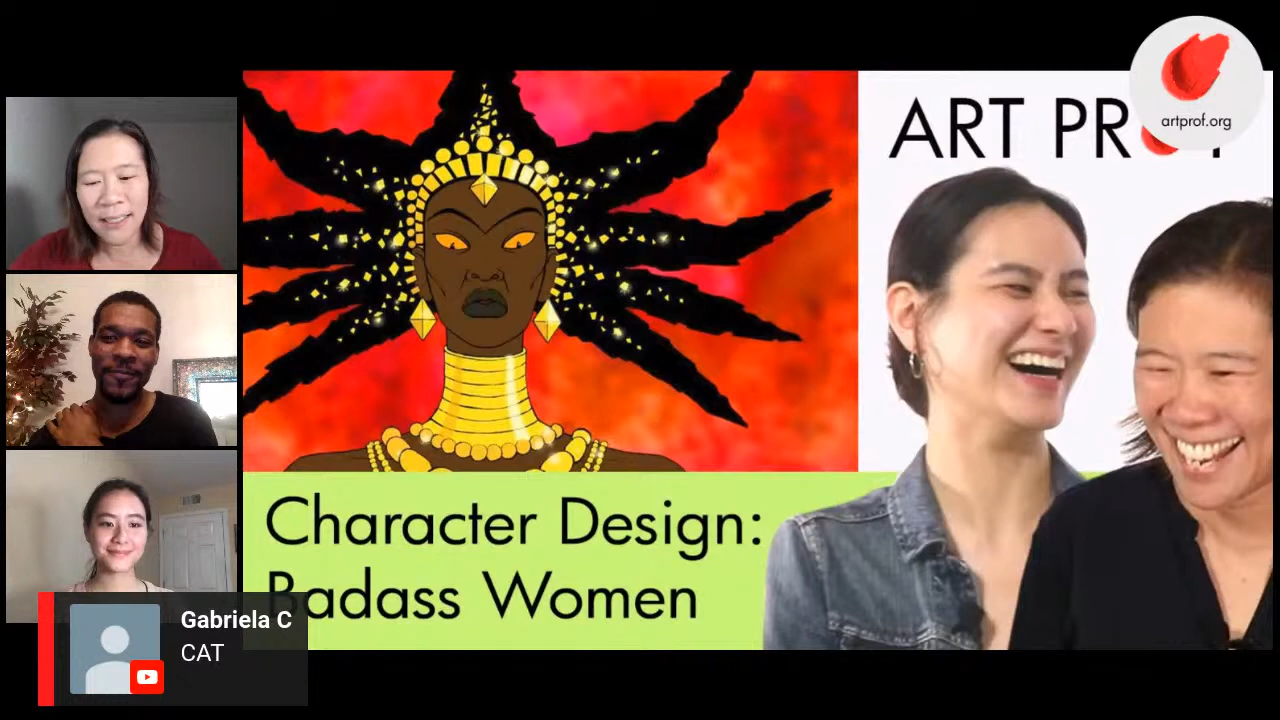 ART PR
artprof.org
Character Design:
Badass Women
Gabriela C
CAT